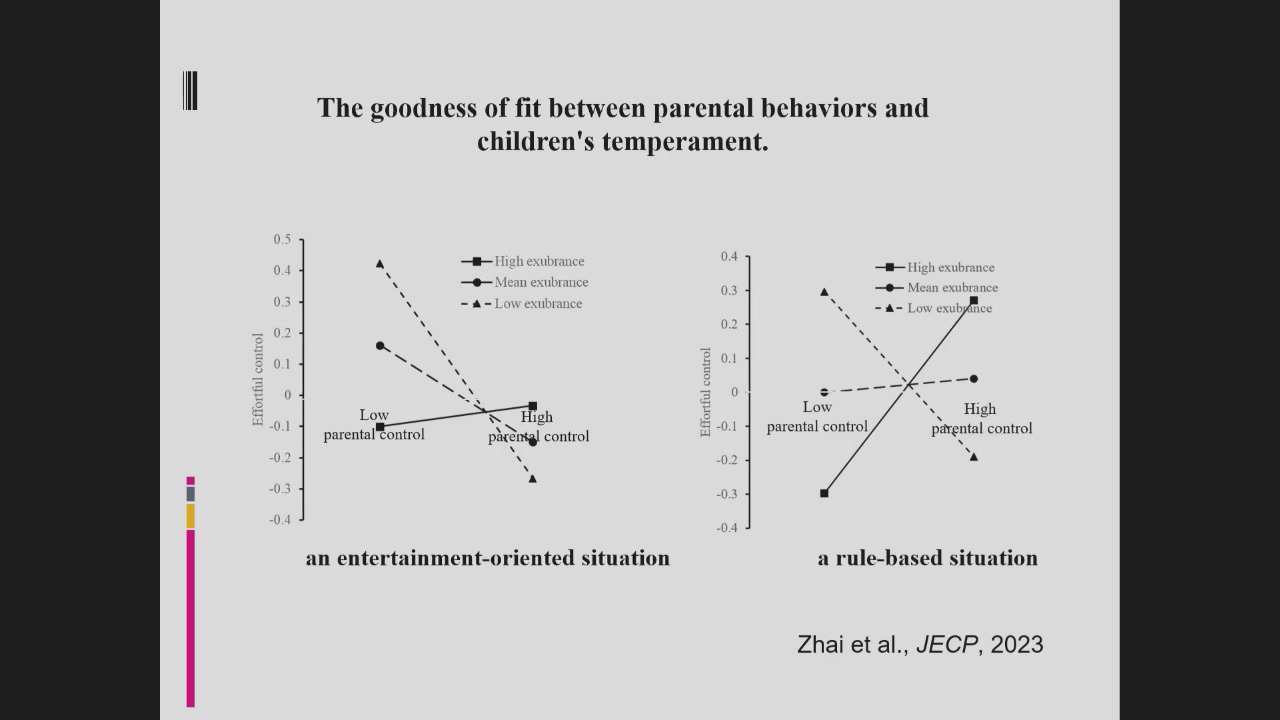 The goodness of fit between parental behaviors and
children's temperament.
0.5
0.4
0.3
0.2
0.1
0
-0.1
-0.2
-0.3
-0.4
Effortful control
High exubrance
Mean exubrance
Low exubrance
Low
parental control
High
parental control
an entertainment-oriented situation
0.4
0.3
0.2
0.1
0
-0.1
-0.2
-0.3
-0.4
Effortful control
High exubrance
Mean exubrance
Low exubrance
Low
parental control
High
parental control
a rule-based situation
Zhai et al., JECP, 2023